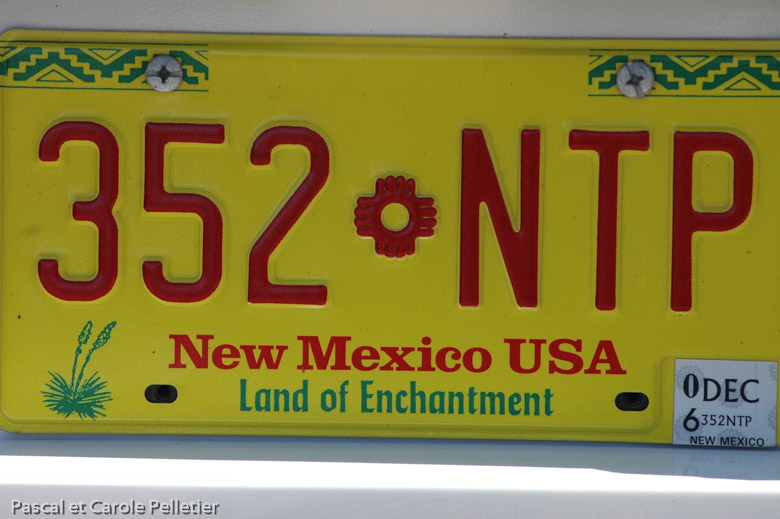 352 NTP
New Mexico USA
Land of Enchantment
0DEC
6352NTP
NEW MEXICO
Pascal et Carole Pelletier